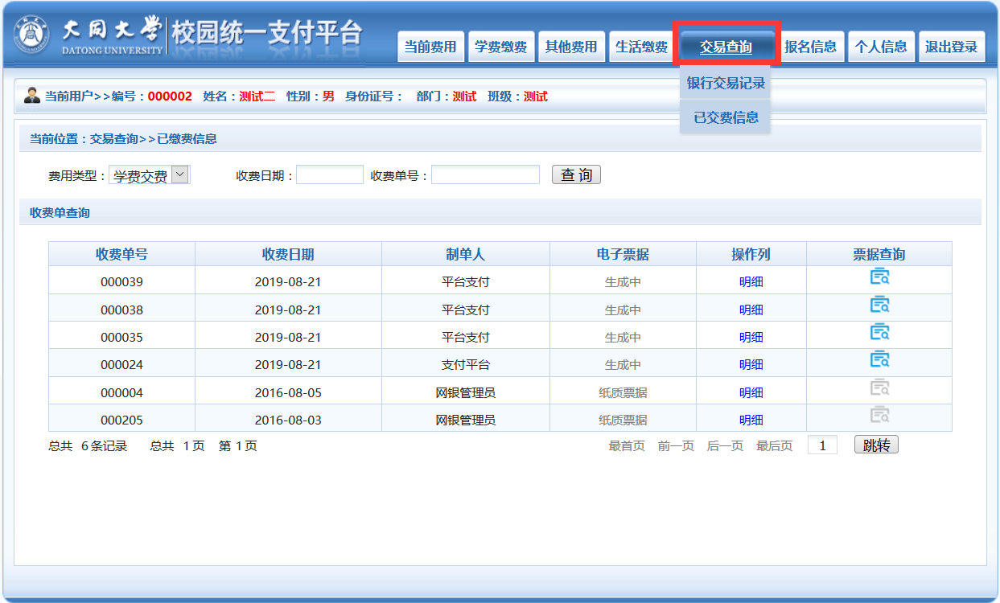 大同大学
DATONG UNIVERSITY
校园统一支付平台
当前费用 学费缴费 其他费用 生活缴费 交易查询 报名信息 个人信息 退出登录
银行交易记录
已交费信息
当前用户>>编号：000002 姓名：测试二 性别：男 身份证号： 部门：测试 班级：测试
当前位置：交易查询>>已缴费信息
费用类型： 学费交费 收费日期： 收费单号： 查 询
收费单查询
收费单号 收费日期 制单人 电子票据 操作列 票据查询
000039 2019-08-21 平台支付 生成中 明细
000038 2019-08-21 平台支付 生成中 明细
000035 2019-08-21 平台支付 生成中 明细
000024 2019-08-21 支付平台 生成中 明细
000004 2016-08-05 网银管理员 纸质票据 明细
000205 2016-08-03 网银管理员 纸质票据 明细
总共 6 条记录 总共 1 页 第 1 页 最首页 前一页 后一页 最后页 1 跳转